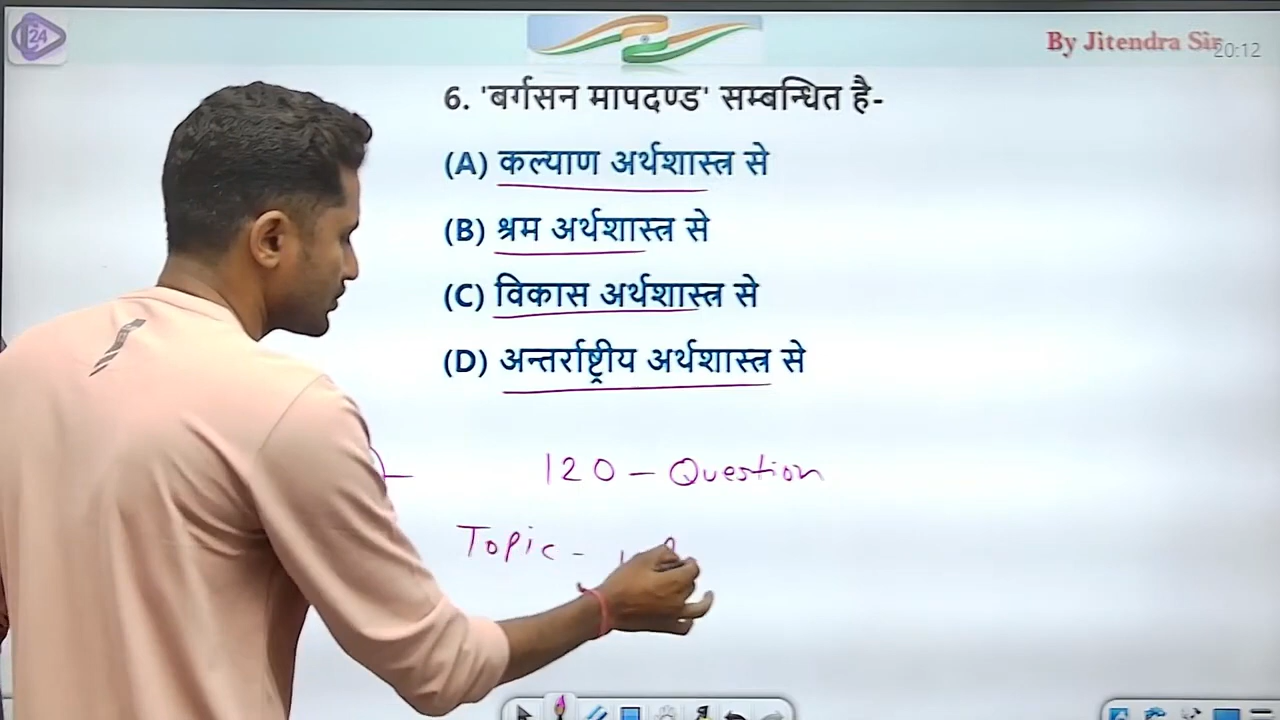 24
By Jitendra Sir
20:12
6. 'बर्गसन मापदण्ड' सम्बन्धित है-
(A) कल्याण अर्थशास्त्र से
(B) श्रम अर्थशास्त्र से
(C) विकास अर्थशास्त्र से
(D) अन्तर्राष्ट्रीय अर्थशास्त्र से
120 - Question
Topic -